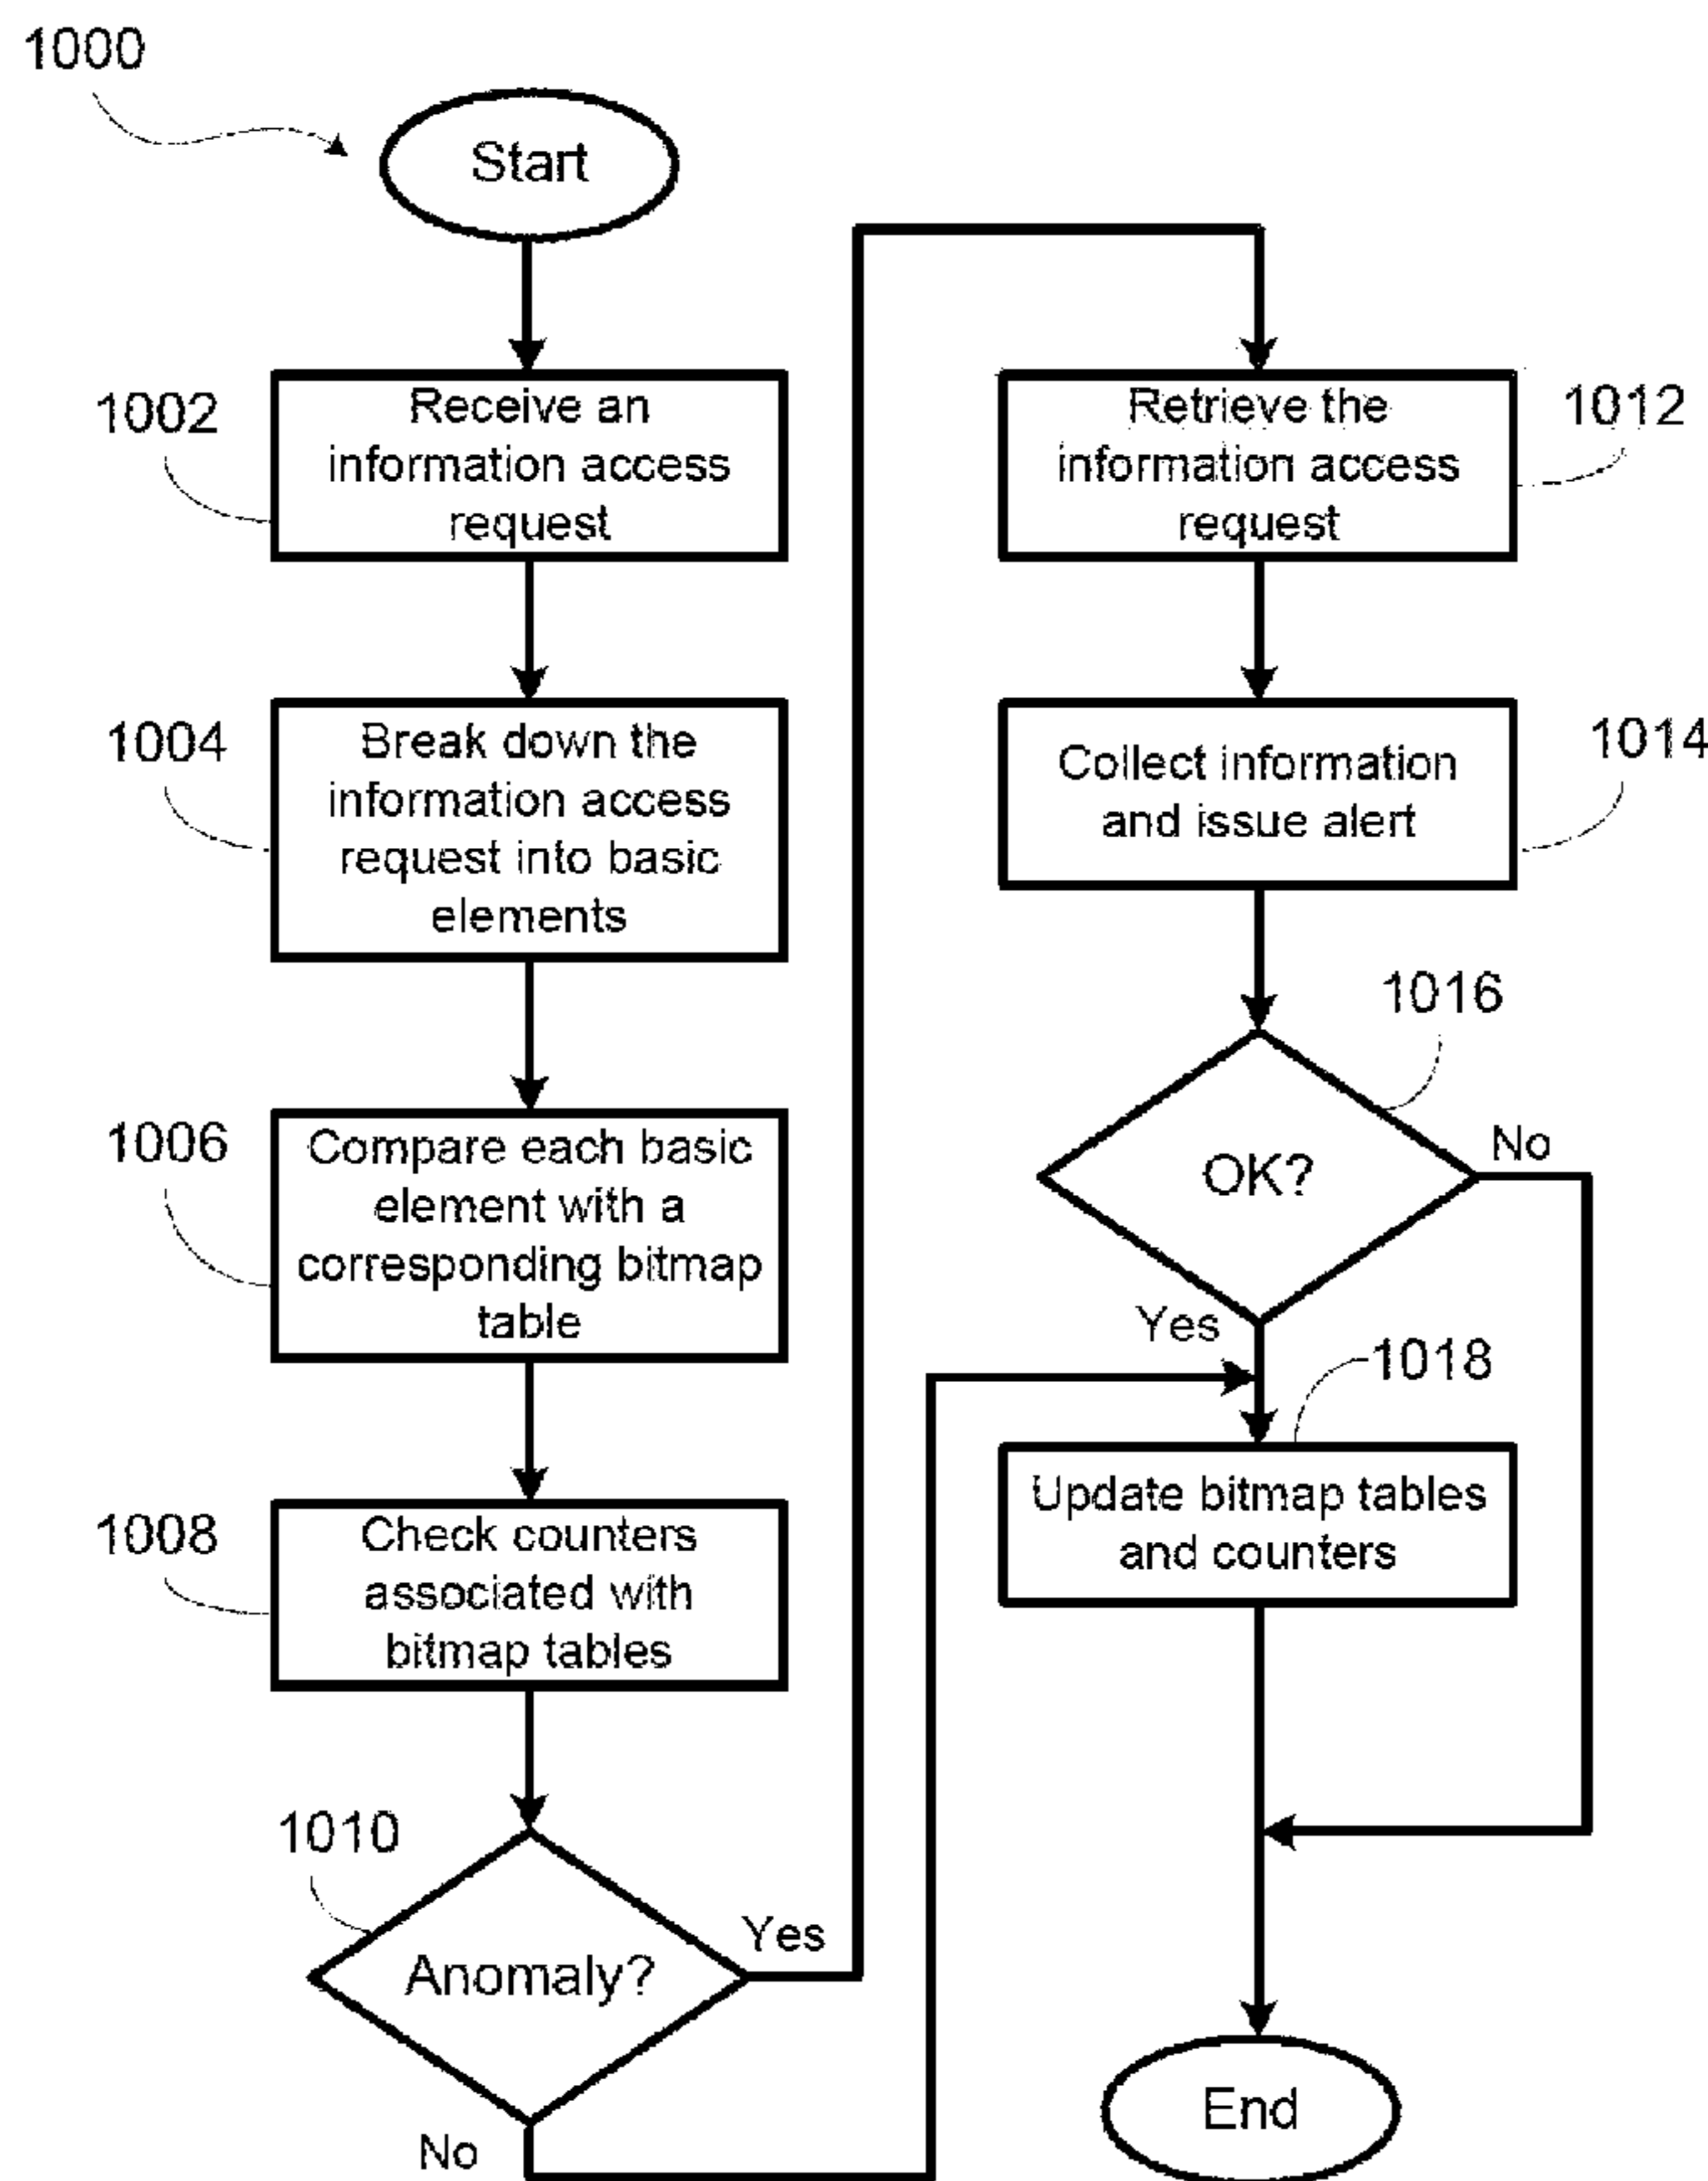 1000
Start
1002
Receive an
information access
request
1004
Break down the
information access
request into basic
elements
1006
Compare each basic
element with a
corresponding bitmap
table
1008
Check counters
associated with
bitmap tables
1010
Anomaly?
Yes
No
1012
Retrieve the
information access
request
1014
Collect information
and issue alert
1016
OK?
No
Yes
1018
Update bitmap tables
and counters
End